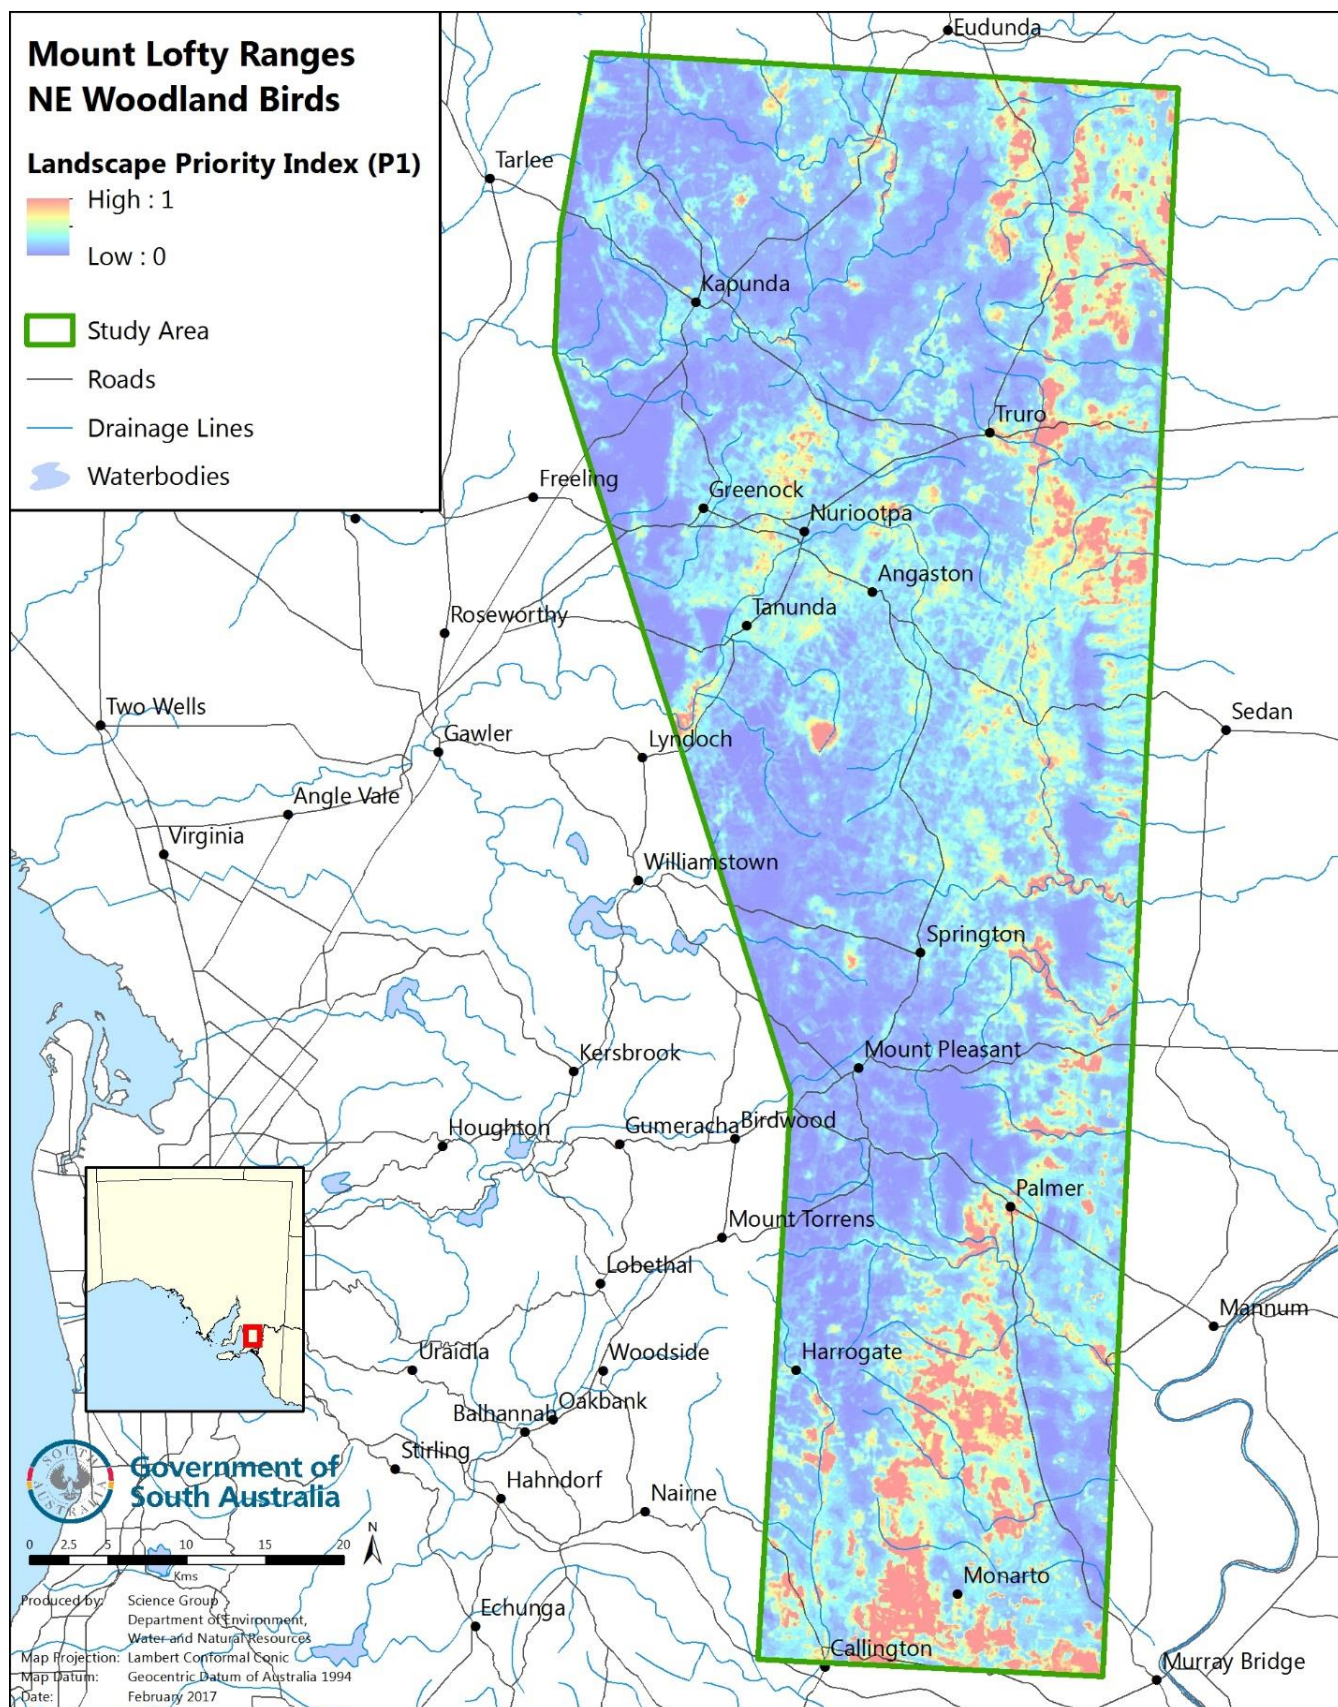 Mount Lofty Ranges
NE Woodland Birds
Landscape Priority Index (P1)
High : 1
Low : 0
Study Area
Roads
Drainage Lines
Waterbodies
Eudunda
Tarlee
Kapunda
Truro
Freeling
Greenock
Nuriootpa
Angaston
Tanunda
Roseworthy
Two Wells
Sedan
Gawler
Lyndoch
Angle Vale
Virginia
Williamstown
Springton
Kersbrook
Mount Pleasant
Houghton
Gumeracha
Birdwood
Palmer
Mount Torrens
Lobethal
Mannum
Uraidla
Woodside
Harrogate
Oakbank
Balhannah
Stirling
Hahndorf
Nairne
Monarto
Echunga
Callington
Murray Bridge
SOUTH
AUSTRALIA
Government of
South Australia
N
0 2.5 5 10 15 20
Kms
Produced by: Science Group
Department of Environment,
Water and Natural Resources
Map Projection: Lambert Conformal Conic
Map Datum: Geocentric Datum of Australia 1994
Date: February 2017